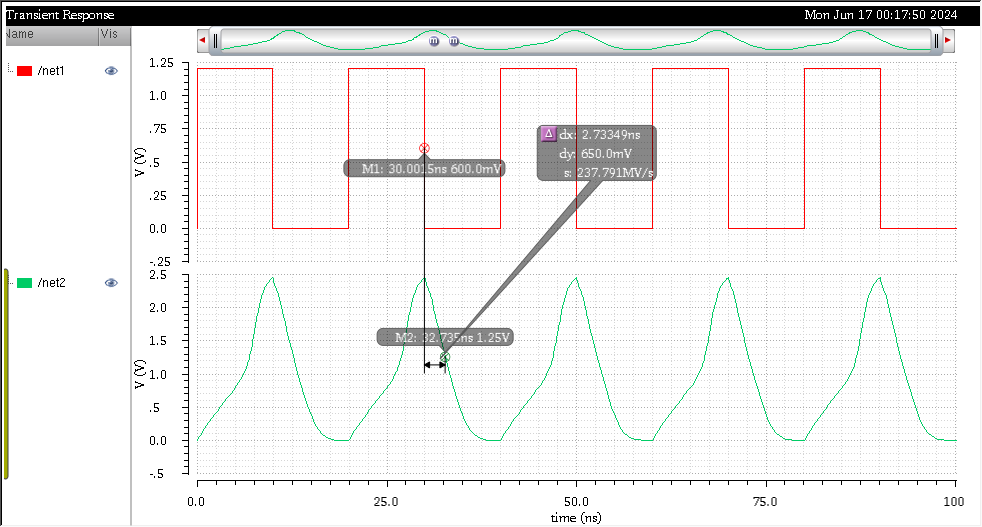 Transient Response Mon Jun 17 00:17:50 2024
Name Vis
/net1
1.25
1.0
.75
.5
.25
0.0
-.25
V (V)
M1: 30.0015ns 600.0mV
Δ dx: 2.73349ns
dy: 650.0mV
s: 237.791MV/s
m m
/net2
2.5
2.0
1.5
1.0
.5
0.0
-.5
V (V)
M2: 32.735ns 1.25V
0.0 25.0 50.0 75.0 100
time (ns)